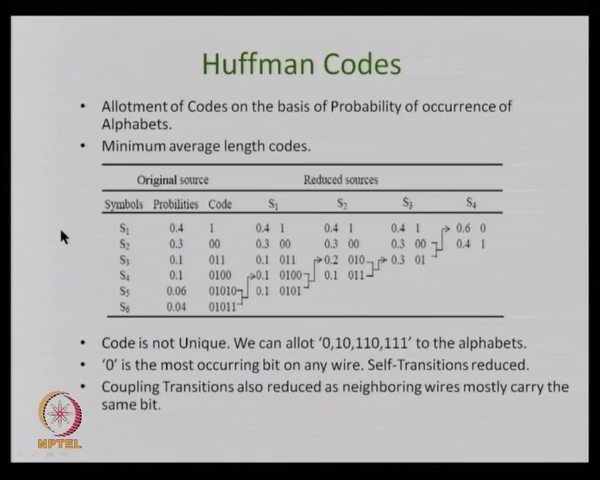 Huffman Codes
• Allotment of Codes on the basis of Probability of occurrence of
Alphabets.
• Minimum average length codes.
Original source Reduced sources
Symbols Probilities Code S₁ S₂ S₃ S₄
S₁ 0.4 1 0.4 1 0.4 1 0.4 1 0.6 0
S₂ 0.3 00 0.3 00 0.3 00 0.3 00 0.4 1
S₃ 0.1 011 0.1 011 0.2 010 0.3 01
S₄ 0.1 0100 0.1 0100 0.1 011
S₅ 0.06 01010 0.1 0101
S₆ 0.04 01011
• Code is not Unique. We can allot '0,10,110,111' to the alphabets.
• '0' is the most occurring bit on any wire. Self-Transitions reduced.
• Coupling Transitions also reduced as neighboring wires mostly carry the
same bit.
NPTEL